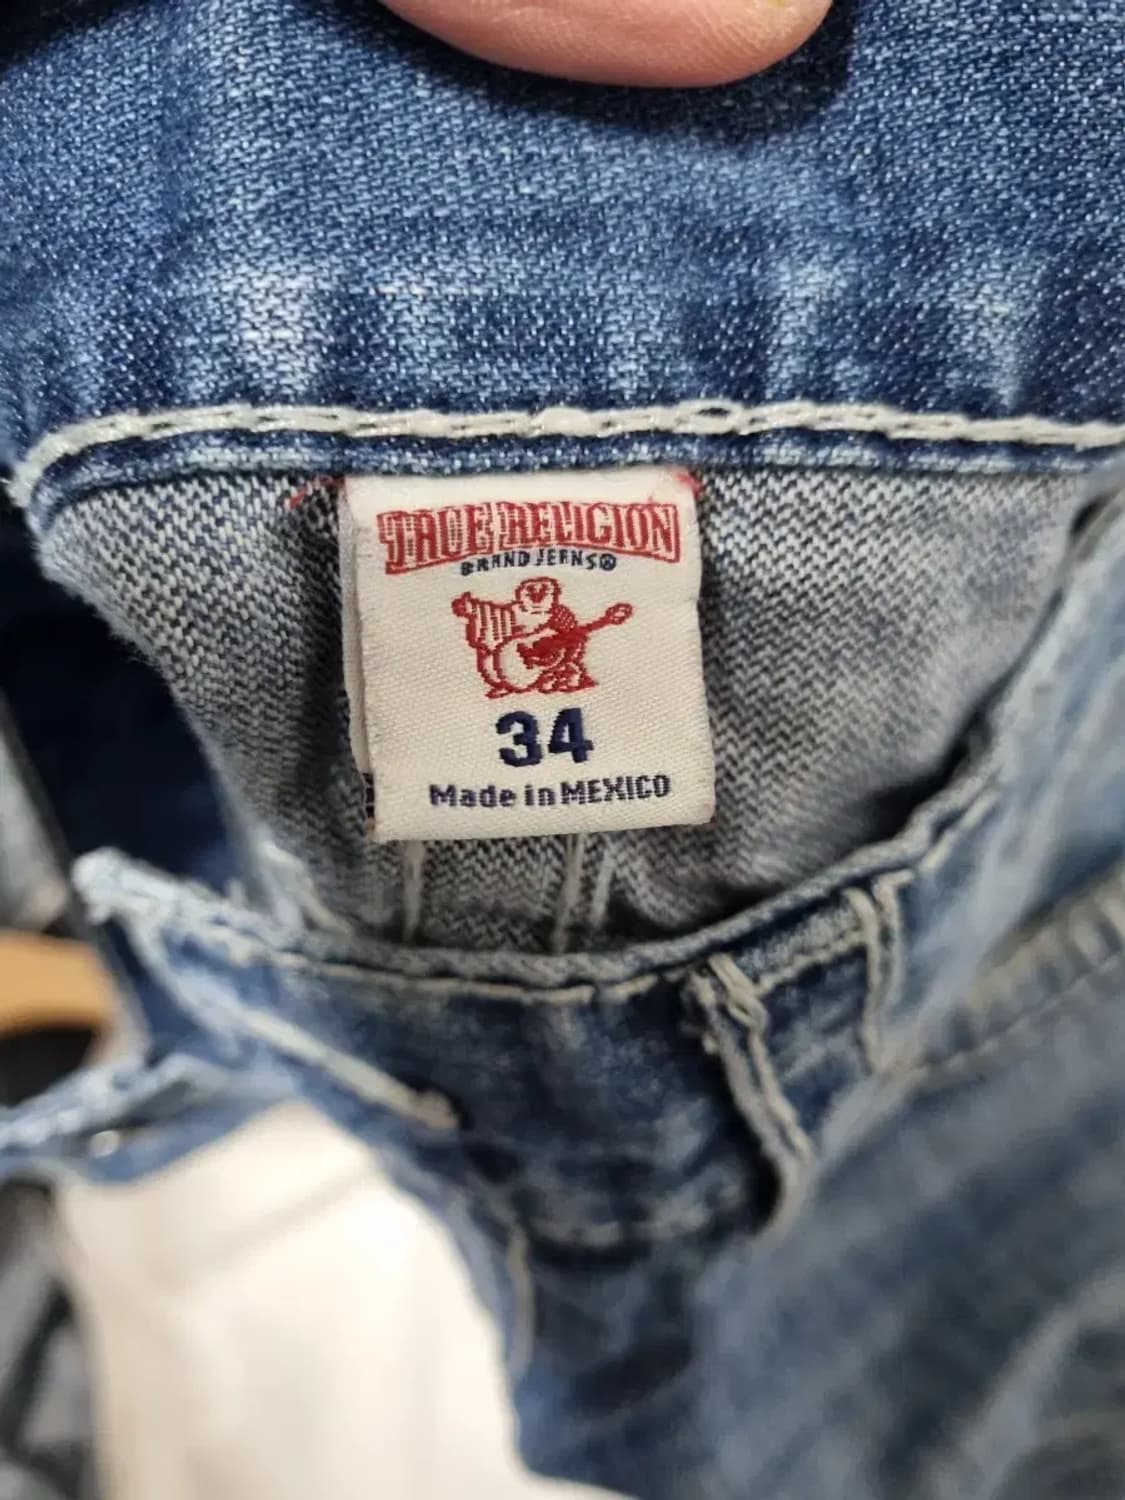 TRUE RELIGION
BRAND JEANS®
34
Made in MEXICO